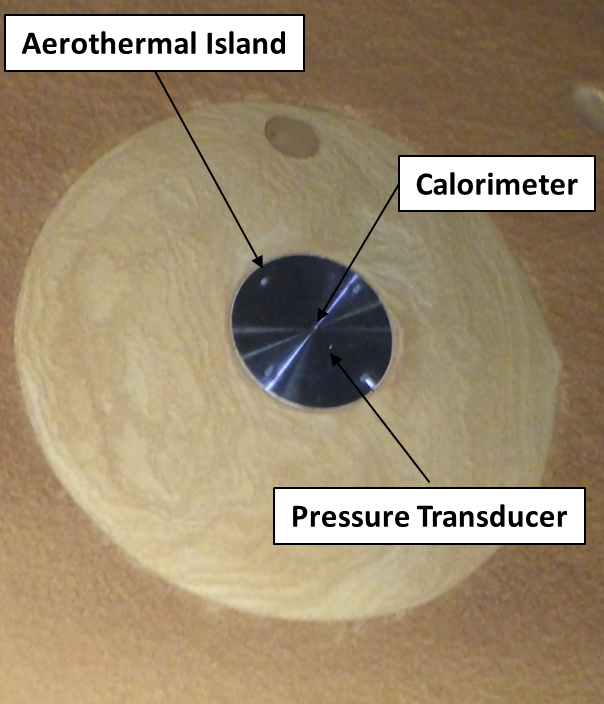 Aerothermal Island
Calorimeter
Pressure Transducer